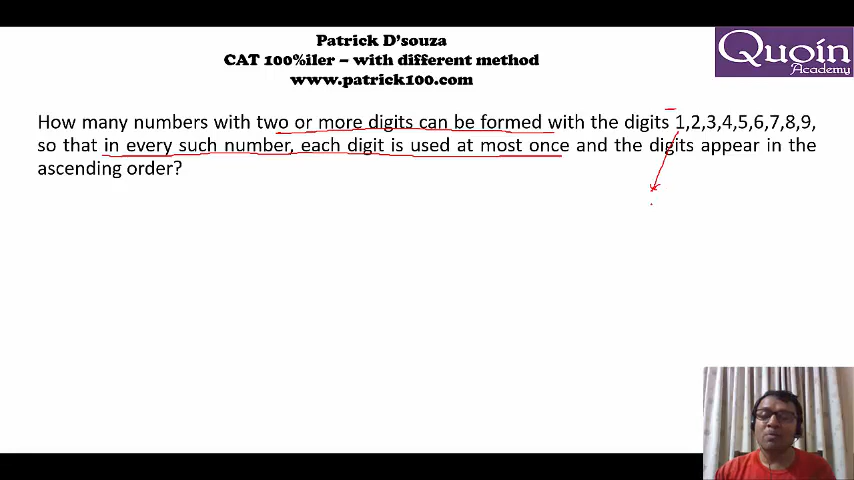 Patrick D'souza
CAT 100%iler – with different method
www.patrick100.com
Quoin
Academy
How many numbers with two or more digits can be formed with the digits 1,2,3,4,5,6,7,8,9,
so that in every such number, each digit is used at most once and the digits appear in the
ascending order?